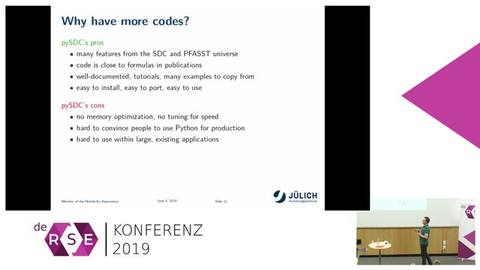 Why have more codes?
pySDC's pros
• many features from the SDC and PFASST universe
• code is close to formulas in publications
• well-documented, tutorials, many examples to copy from
• easy to install, easy to port, easy to use
pySDC's cons
• no memory optimization, no tuning for speed
• hard to convince people to use Python for production
• hard to use within large, existing applications
Member of the Helmholtz Association
June 5, 2019
JÜLICH
Forschungszentrum
de
RSE
KONFERENZ
2019